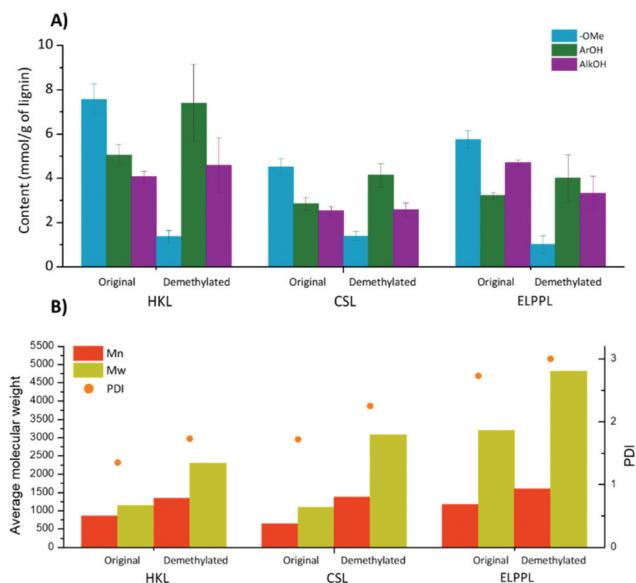 A)
-OMe
ArOH
AlkOH
Content (mmol/g of lignin)
10
8
6
4
2
0
Original Demethylated Original Demethylated Original Demethylated
HKL CSL ELPPL
B)
Mn
Mw
PDI
Average molecular weight
5500
5000
4500
4000
3500
3000
2500
2000
1500
1000
500
0
PDI
3
2
1
0
Original Demethylated Original Demethylated Original Demethylated
HKL CSL ELPPL